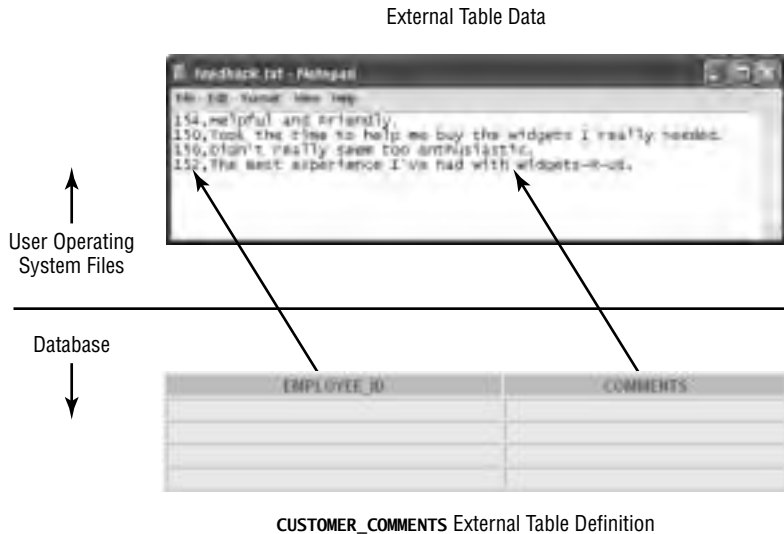 External Table Data
feedback.txt - Notepad
File Edit Format View Help
154,Helpful and Friendly.
150,Took the time to help me buy the widgets I really needed.
156,Didn't really seem too enthusiastic.
152,The best experience I've had with widgets-R-us.
User Operating
System Files
Database
EMPLOYEE_ID
COMMENTS
CUSTOMER_COMMENTS External Table Definition